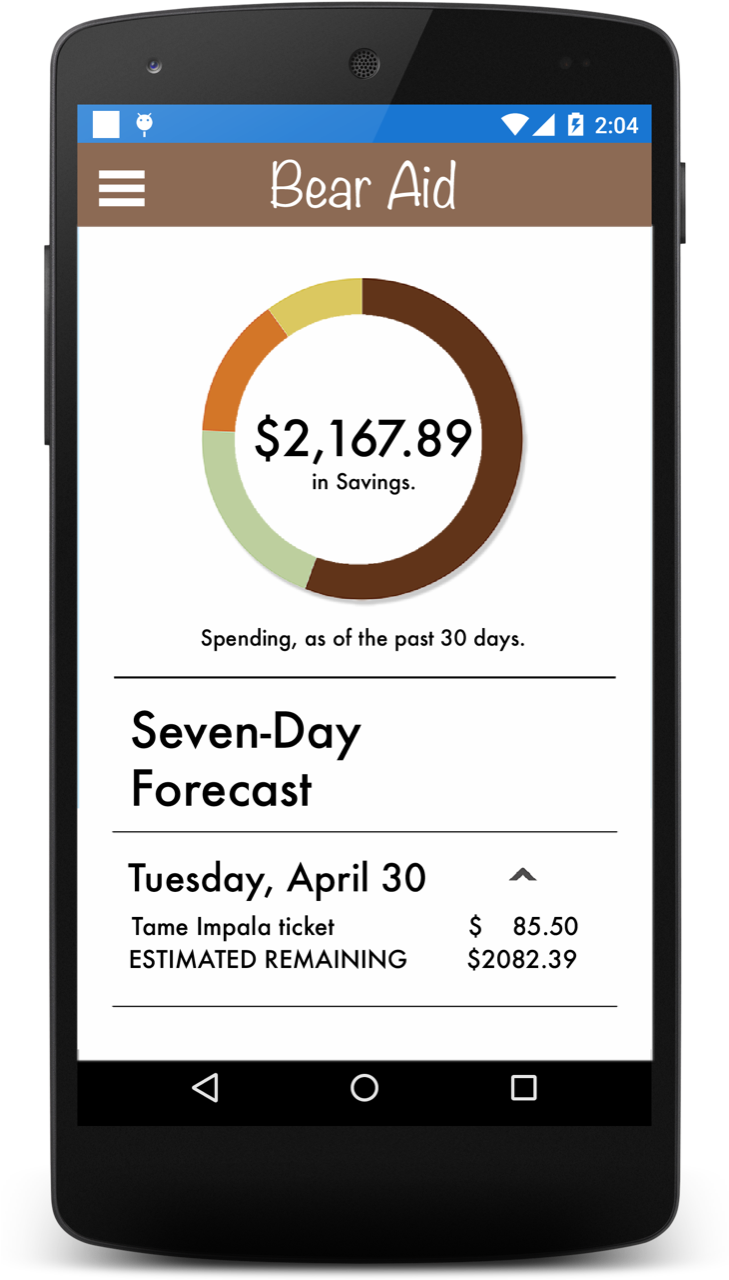 2:04
Bear Aid
$2,167.89
in Savings.
Spending, as of the past 30 days.
Seven-Day
Forecast
Tuesday, April 30
Tame Impala ticket $ 85.50
ESTIMATED REMAINING $2082.39